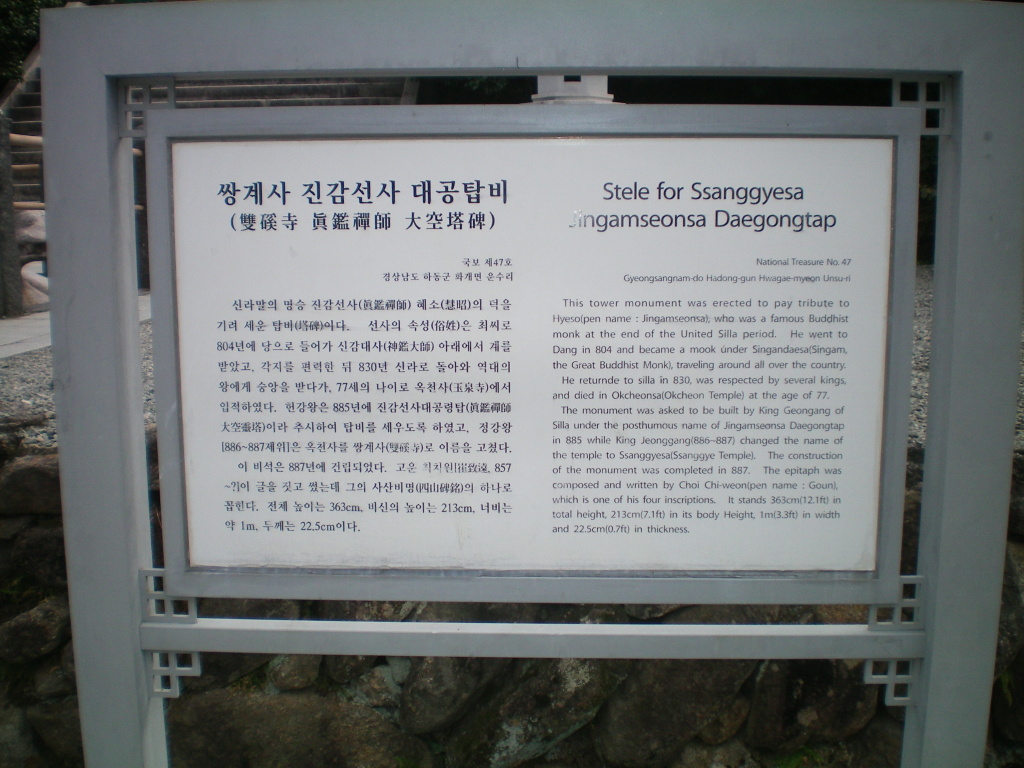 쌍계사 진감선사 대공탑비
(雙磎寺 眞鑑禪師 大空塔碑)
국보 제47호
경상남도 하동군 화개면 운수리
신라말의 명승 진감선사(眞鑑禪師) 혜소(慧昭)의 덕을
기려 세운 탑비(塔碑)이다. 선사의 속성(俗姓)은 최씨로
804년에 당으로 들어가 신감대사(神鑑大師) 아래에서 계를
받았고, 각지를 편력한 뒤 830년 신라로 돌아와 역대의
왕에게 숭앙을 받다가, 77세의 나이로 옥천사(玉泉寺)에서
입적하였다. 헌강왕은 885년에 진감선사대공령탑(眞鑑禪師
大空靈塔)이라 추시하여 탑비를 세우도록 하였고, 정강왕
[886~887재위]은 옥천사를 쌍계사(雙磎寺)로 이름을 고쳤다.
이 비석은 887년에 건립되었다. 고운 최치원[崔致遠, 857
~?]이 글을 짓고 썼는데 그의 사산비명(四山碑銘)의 하나로
꼽힌다. 전체 높이는 363cm, 비신의 높이는 213cm, 너비는
약 1m, 두께는 22.5cm이다.
Stele for Ssanggyesa
Jingamseonsa Daegongtap
National Treasure No. 47
Gyeongsangnam-do Hadong-gun Hwagae-myeon Unsu-ri
This tower monument was erected to pay tribute to
Hyeso(pen name : Jingamseonsa), who was a famous Buddhist
monk at the end of the United Silla period. He went to
Dang in 804 and became a mook under Singandaesa(Singam,
the Great Buddhist Monk), traveling around all over the country.
He returnde to silla in 830, was respected by several kings,
and died in Okcheonsa(Okcheon Temple) at the age of 77.
The monument was asked to be built by King Geongang of
Silla under the posthumous name of Jingamseonsa Daegongtap
in 885 while King Jeonggang(886~887) changed the name of
the temple to Ssanggyesa(Ssanggye Temple). The construction
of the monument was completed in 887. The epitaph was
composed and written by Choi Chi-weon(pen name : Goun),
which is one of his four inscriptions. It stands 363cm(12.1ft) in
total height, 213cm(7.1ft) in its body Height, 1m(3.3ft) in width
and 22.5cm(0.7ft) in thickness.